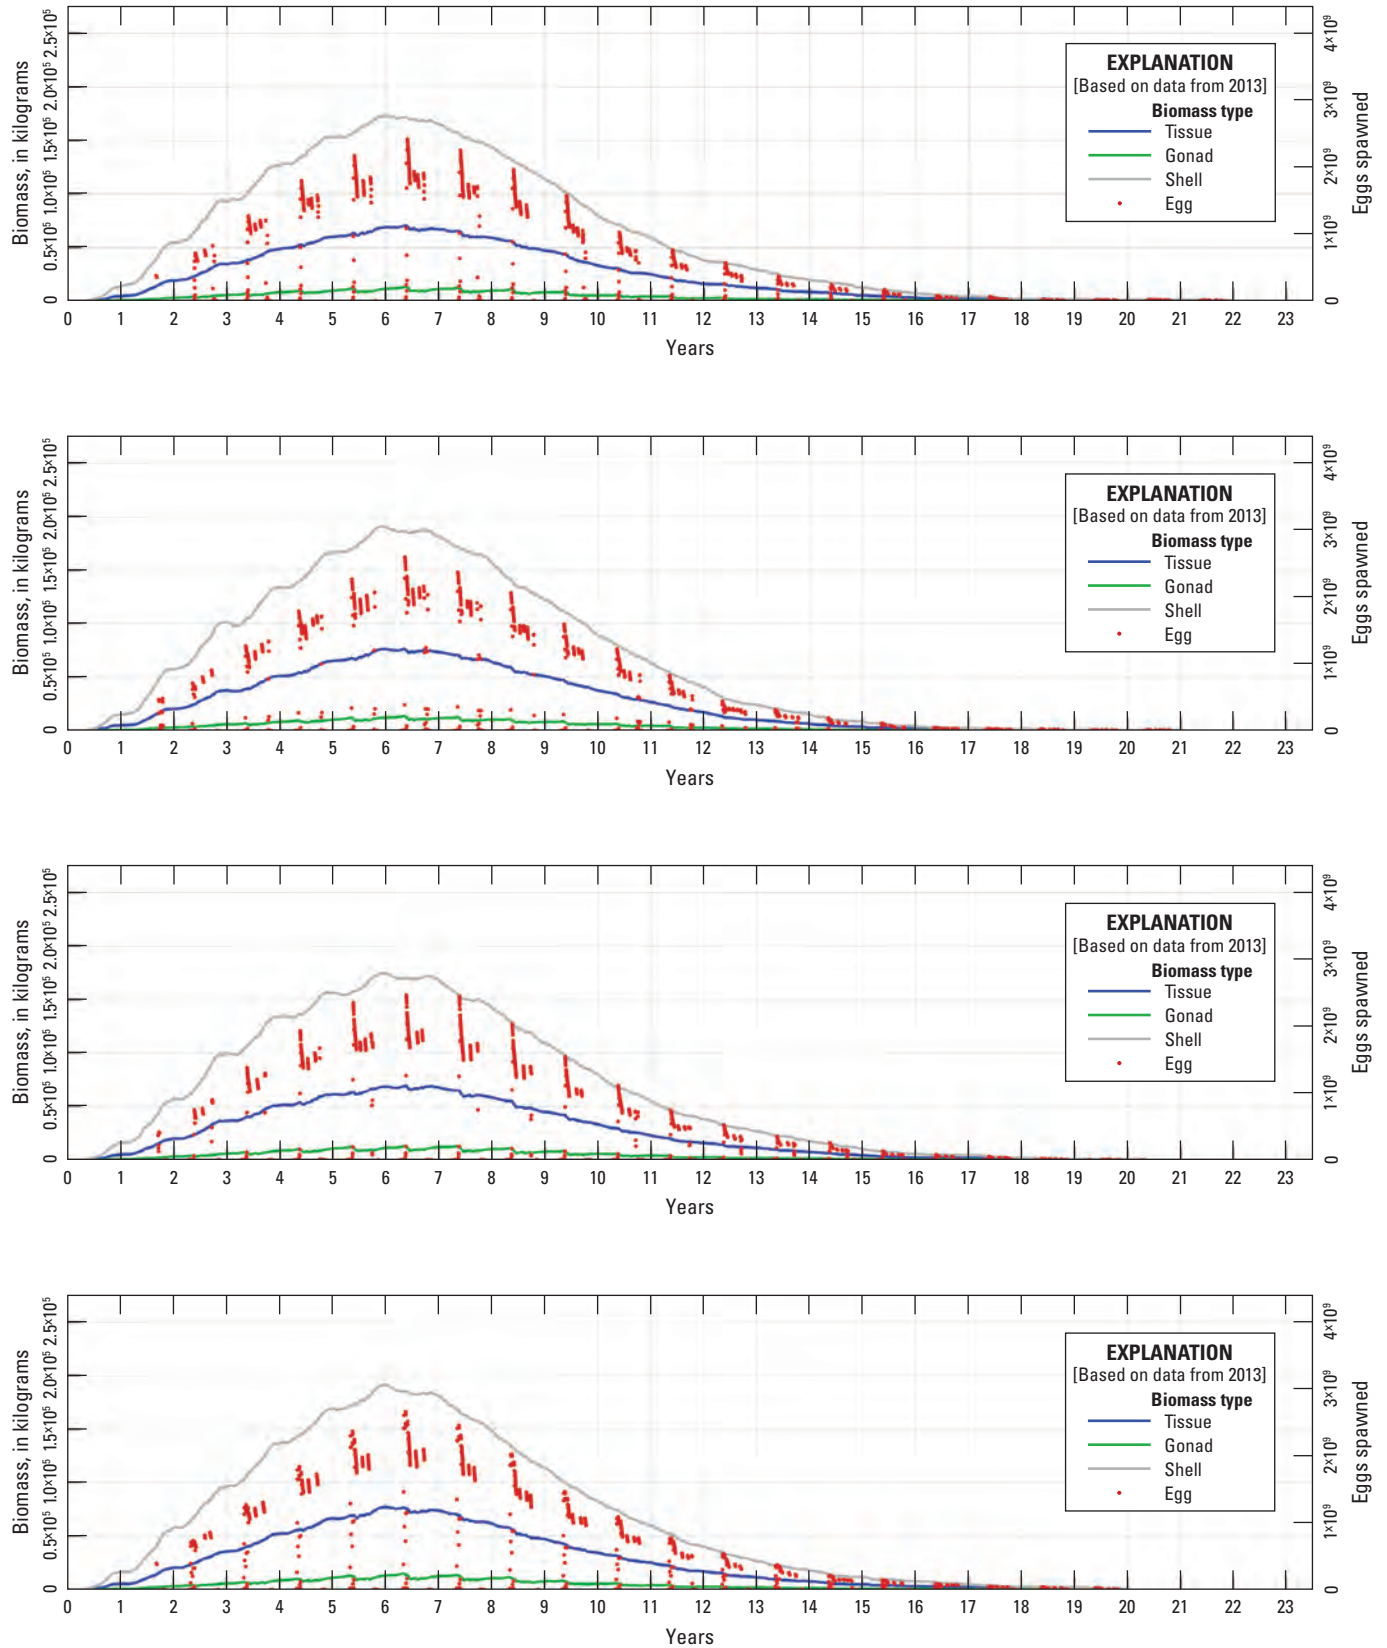 Biomass, in kilograms
0 0.5×10⁵ 1.0×10⁵ 1.5×10⁵ 2.0×10⁵ 2.5×10⁵
EXPLANATION
[Based on data from 2013]
Biomass type
Tissue
Gonad
Shell
Egg
0 1×10⁹ 2×10⁹ 3×10⁹ 4×10⁹
Eggs spawned
0 1 2 3 4 5 6 7 8 9 10 11 12 13 14 15 16 17 18 19 20 21 22 23
Years
Biomass, in kilograms
0 0.5×10⁵ 1.0×10⁵ 1.5×10⁵ 2.0×10⁵ 2.5×10⁵
EXPLANATION
[Based on data from 2013]
Biomass type
Tissue
Gonad
Shell
Egg
0 1×10⁹ 2×10⁹ 3×10⁹ 4×10⁹
Eggs spawned
0 1 2 3 4 5 6 7 8 9 10 11 12 13 14 15 16 17 18 19 20 21 22 23
Years
Biomass, in kilograms
0 0.5×10⁵ 1.0×10⁵ 1.5×10⁵ 2.0×10⁵ 2.5×10⁵
EXPLANATION
[Based on data from 2013]
Biomass type
Tissue
Gonad
Shell
Egg
0 1×10⁹ 2×10⁹ 3×10⁹ 4×10⁹
Eggs spawned
0 1 2 3 4 5 6 7 8 9 10 11 12 13 14 15 16 17 18 19 20 21 22 23
Years
Biomass, in kilograms
0 0.5×10⁵ 1.0×10⁵ 1.5×10⁵ 2.0×10⁵ 2.5×10⁵
EXPLANATION
[Based on data from 2013]
Biomass type
Tissue
Gonad
Shell
Egg
0 1×10⁹ 2×10⁹ 3×10⁹ 4×10⁹
Eggs spawned
0 1 2 3 4 5 6 7 8 9 10 11 12 13 14 15 16 17 18 19 20 21 22 23
Years